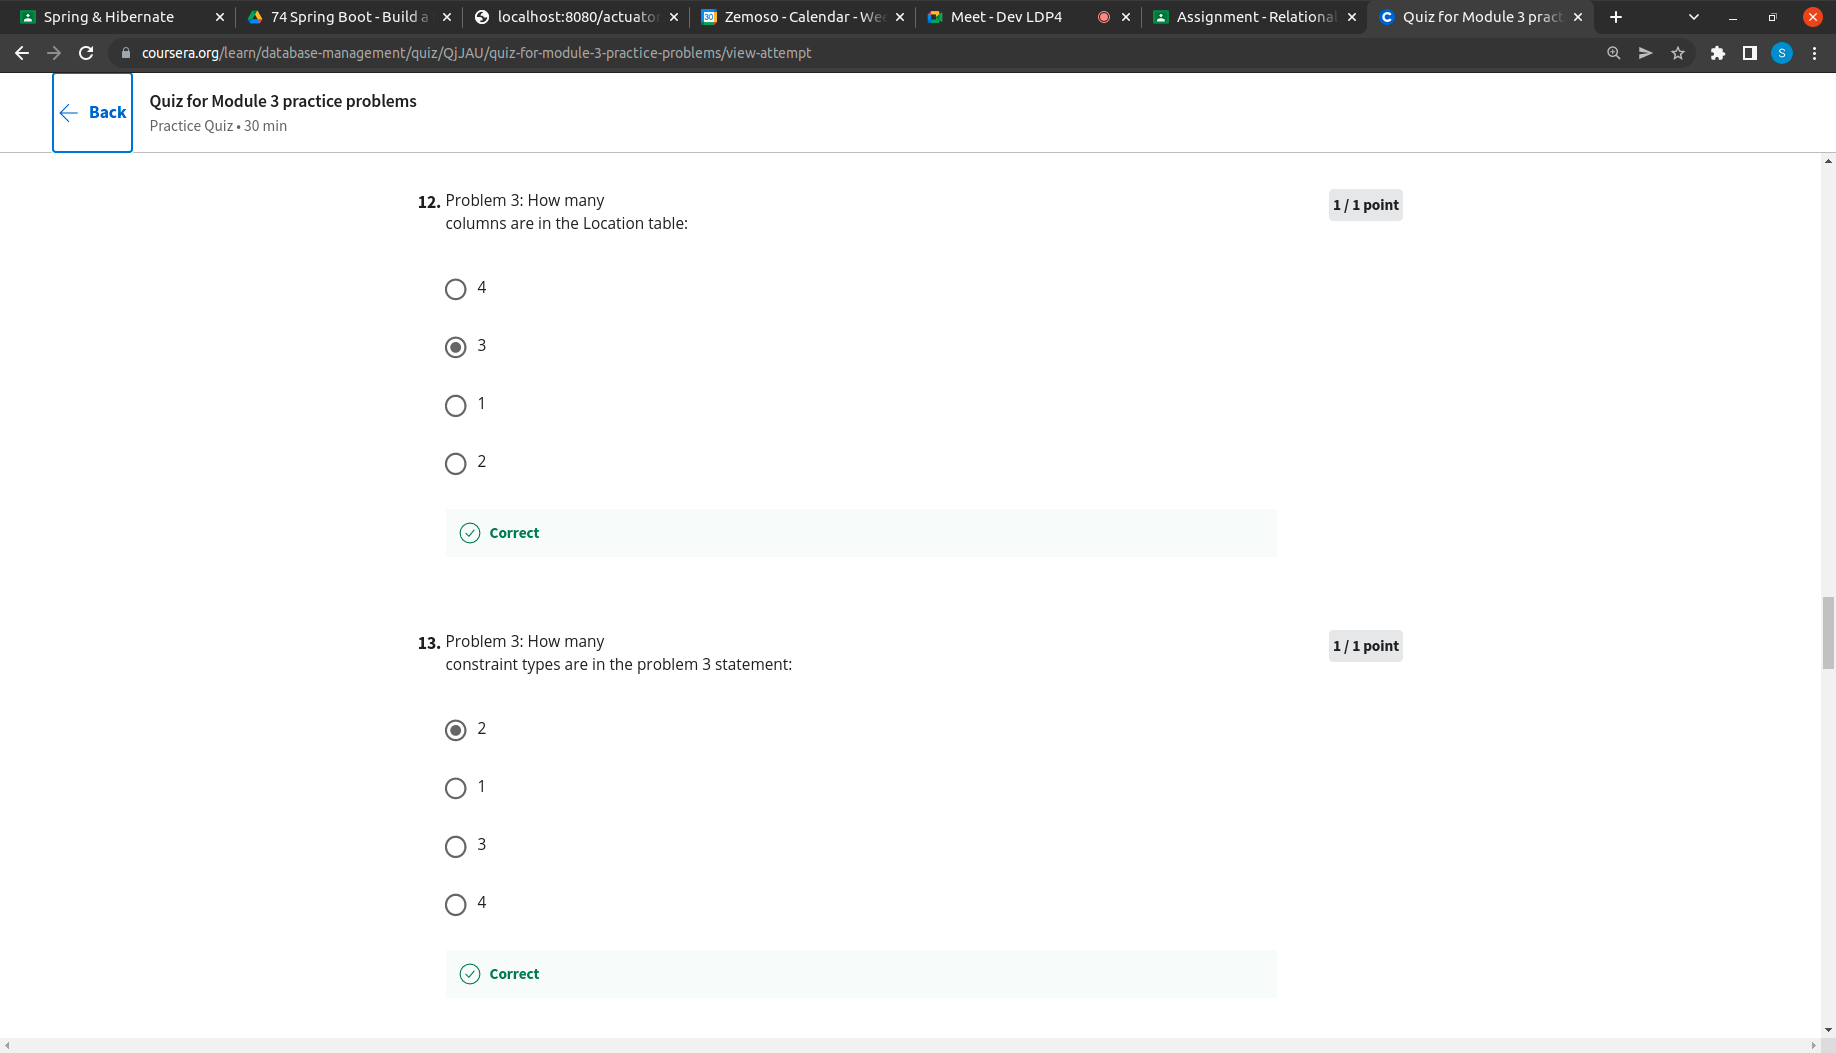 Spring & Hibernate
74 Spring Boot - Build a
localhost:8080/actuator
Zemoso - Calendar - Wee
Meet - Dev LDP4
Assignment - Relational
Quiz for Module 3 pract
coursera.org/learn/database-management/quiz/QjJAU/quiz-for-module-3-practice-problems/view-attempt
S
Back
Quiz for Module 3 practice problems
Practice Quiz • 30 min
12. Problem 3: How many
columns are in the Location table:
1 / 1 point
4
3
1
2
Correct
13. Problem 3: How many
constraint types are in the problem 3 statement:
1 / 1 point
2
1
3
4
Correct